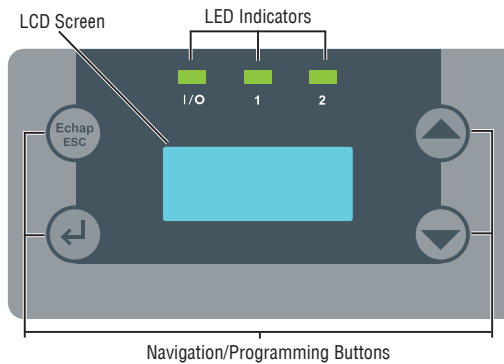 LED Indicators
LCD Screen
I/O
1
2
Echap
ESC
Navigation/Programming Buttons